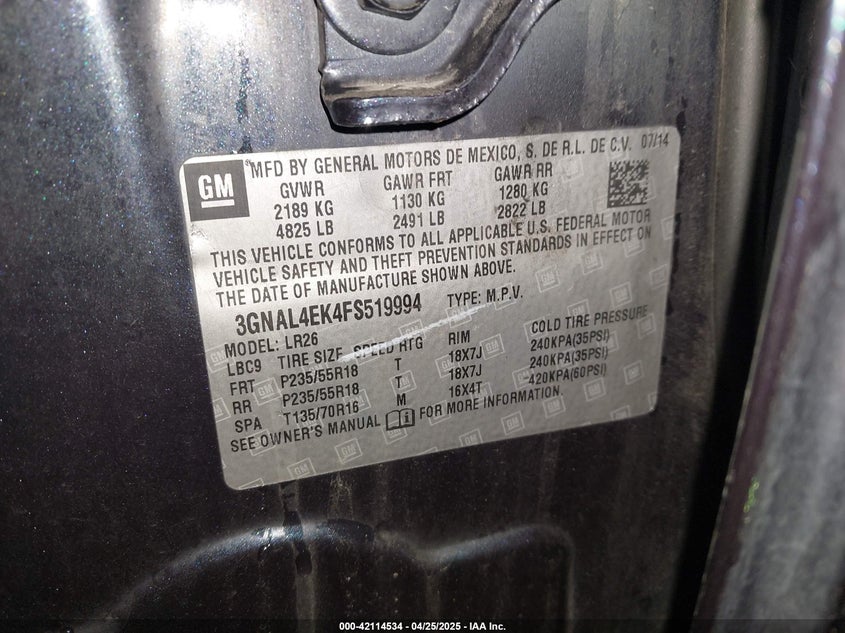 GM
MFD BY GENERAL MOTORS DE MEXICO, S. DE R.L. DE C.V. 07/14
GVWR GAWR FRT GAWR RR
2189 KG 1130 KG 1280 KG
4825 LB 2491 LB 2822 LB
THIS VEHICLE CONFORMS TO ALL APPLICABLE U.S. FEDERAL MOTOR
VEHICLE SAFETY AND THEFT PREVENTION STANDARDS IN EFFECT ON
THE DATE OF MANUFACTURE SHOWN ABOVE.
3GNAL4EK4FS519994 TYPE: M.P.V.
MODEL: LR26
LBC9 TIRE SIZE SPEED RTG RIM COLD TIRE PRESSURE
FRT P235/55R18 T 18X7J 240KPA(35PSI)
RR P235/55R18 T 18X7J 240KPA(35PSI)
SPA T135/70R16 M 16X4T 420KPA(60PSI)
SEE OWNER'S MANUAL FOR MORE INFORMATION.
000-42114534 04/25/2025 - IAA Inc.